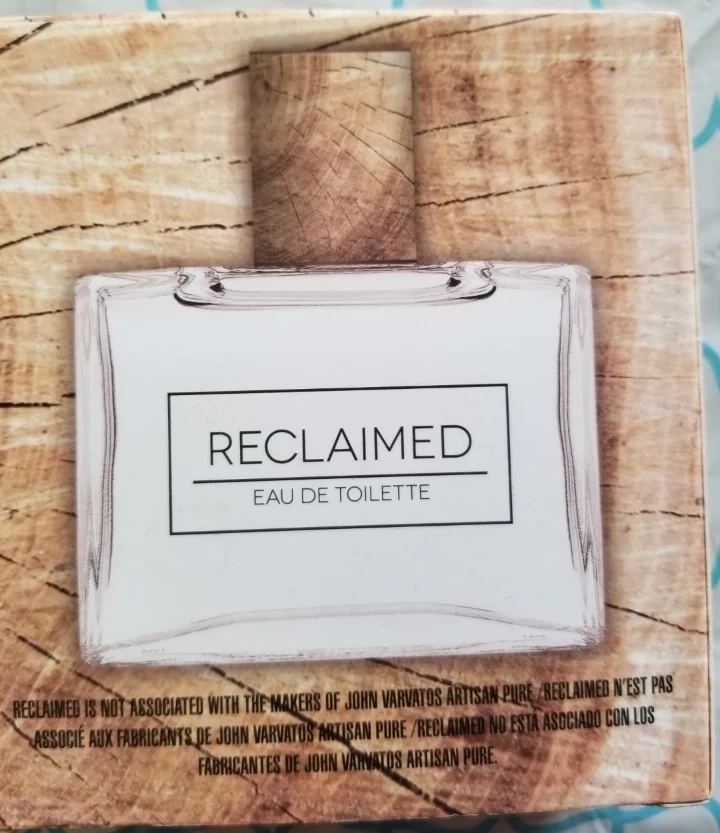 RECLAIMED
EAU DE TOILETTE
RECLAIMED IS NOT ASSOCIATED WITH THE MAKERS OF JOHN VARVATOS ARTISAN PURE /RECLAIMED N'EST PAS
ASSOCIÉ AUX FABRICANTS DE JOHN VARVATOS ARTISAN PURE /RECLAIMED NO ESTÁ ASOCIADO CON LOS
FABRICANTES DE JOHN VARVATOS ARTISAN PURE.